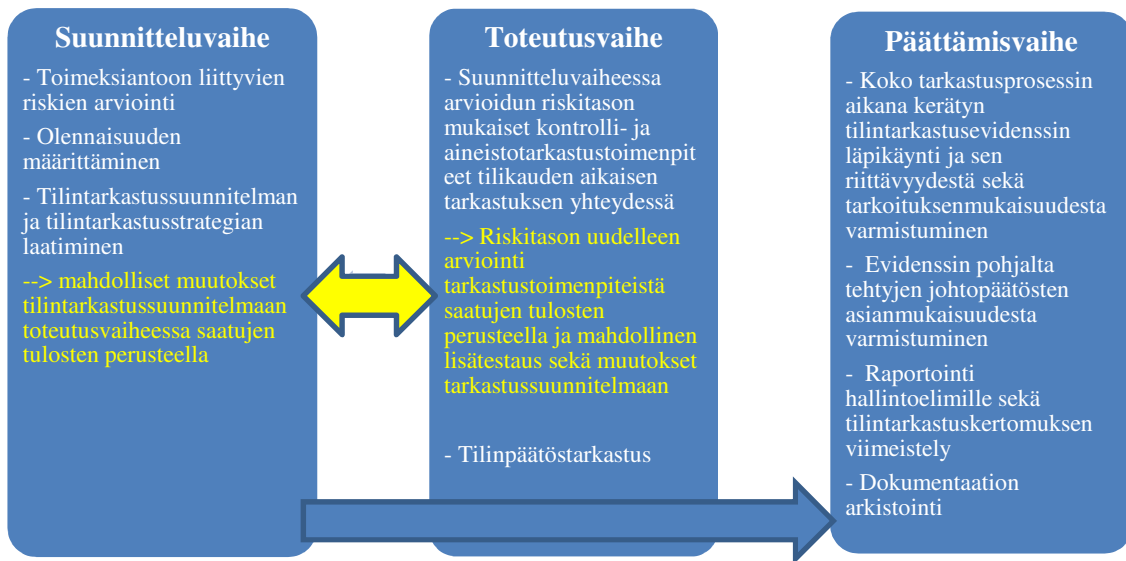 Suunnitteluvaihe
- Toimeksiantoon liittyvien
riskien arviointi
- Olennaisuuden
määrittäminen
- Tilintarkastussuunnitelman
ja tilintarkastusstrategian
laatiminen
--> mahdolliset muutokset
tilintarkastussuunnitelmaan
toteutusvaiheessa saatujen
tulosten perusteella
Toteutusvaihe
- Suunnitteluvaiheessa
arvioidun riskitason
mukaiset kontrolli- ja
aineistotarkastustoimenpit
eet tilikauden aikaisen
tarkastuksen yhteydessä
--> Riskitason uudelleen
arviointi
tarkastustoimenpiteistä
saatujen tulosten
perusteella ja mahdollinen
lisätestaus sekä muutokset
tarkastussuunnitelmaan
- Tilinpäätöstarkastus
Päättämisvaihe
- Koko tarkastusprosessin
aikana kerätyn
tilintarkastusevidenssin
läpikäynti ja sen
riittävyydestä sekä
tarkoituksenmukaisuudesta
varmistuminen
- Evidenssin pohjalta
tehtyjen johtopäätösten
asianmukaisuudesta
varmistuminen
- Raportointi
hallintoelimille sekä
tilintarkastuskertomuksen
viimeistely
- Dokumentaation
arkistointi